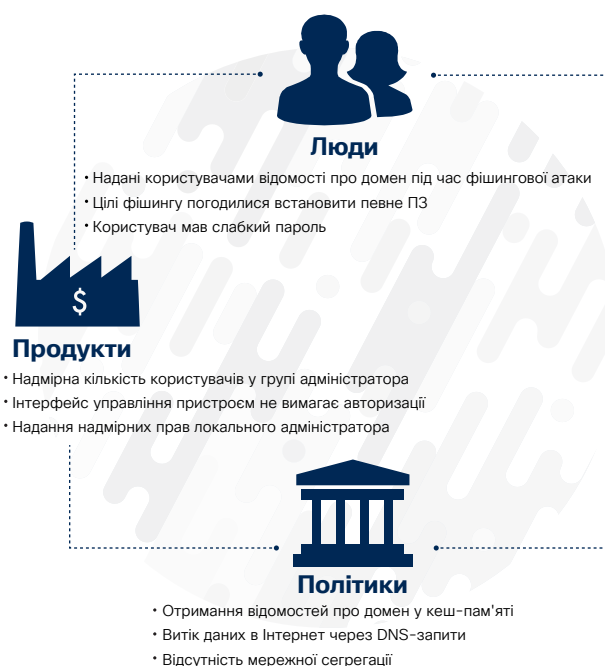 Люди
• Надані користувачами відомості про домен під час фішингової атаки
• Цілі фішингу погодилися встановити певне ПЗ
• Користувач мав слабкий пароль
$
Продукти
• Надмірна кількість користувачів у групі адміністратора
• Інтерфейс управління пристроєм не вимагає авторизації
• Надання надмірних прав локального адміністратора
Політики
• Отримання відомостей про домен у кеш-пам'яті
• Витік даних в Інтернет через DNS-запити
• Відсутність мережної сегрегації